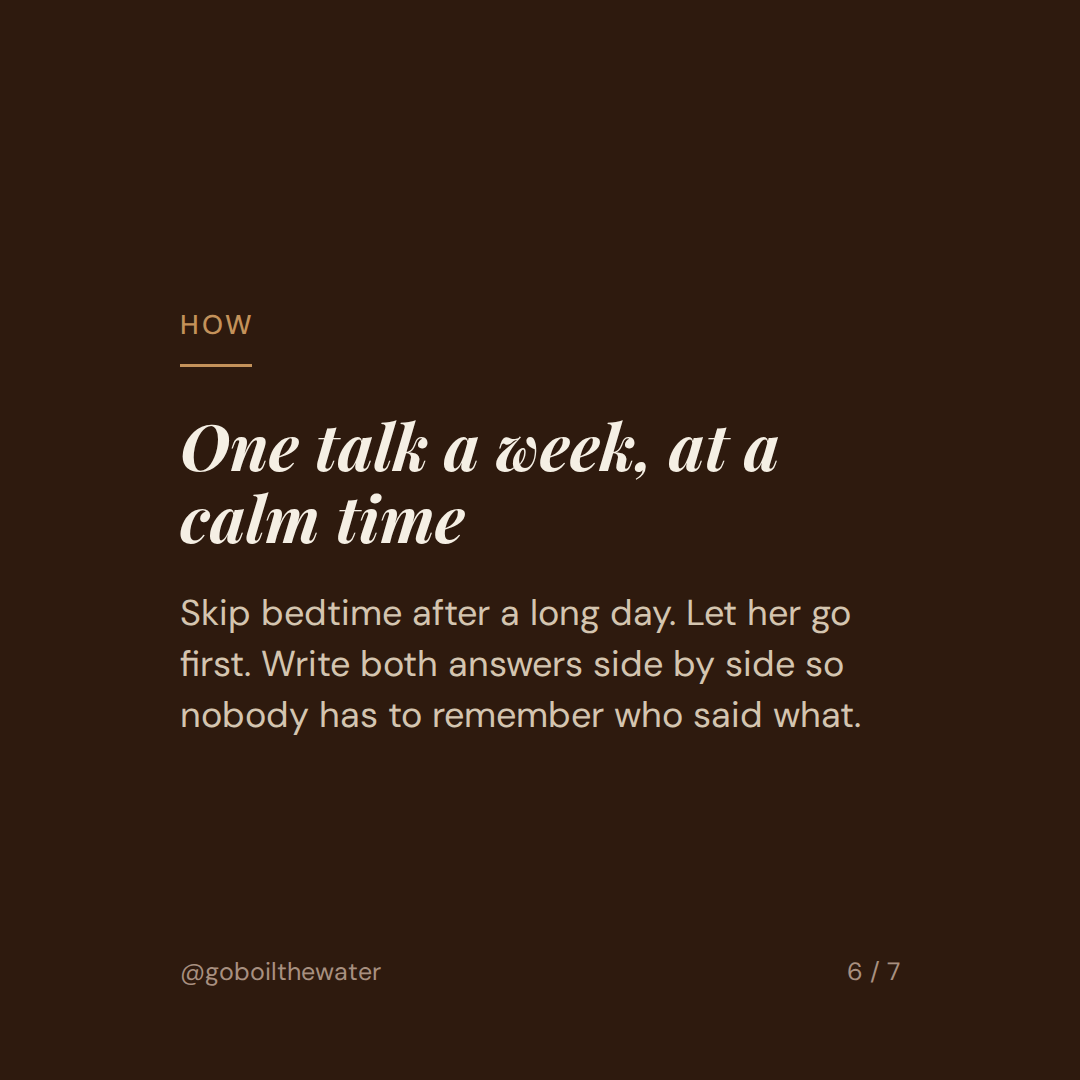 HOW
One talk a week, at a
calm time
Skip bedtime after a long day. Let her go
first. Write both answers side by side so
nobody has to remember who said what.
@goboilthewater
6 / 7